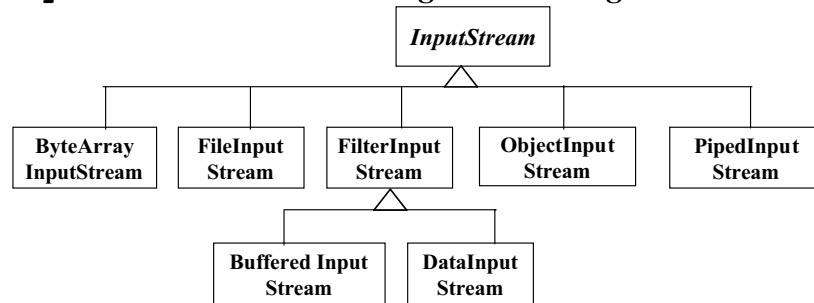 InputStream
ByteArray
InputStream
FileInput
Stream
FilterInput
Stream
ObjectInput
Stream
PipedInput
Stream
Buffered Input
Stream
DataInput
Stream